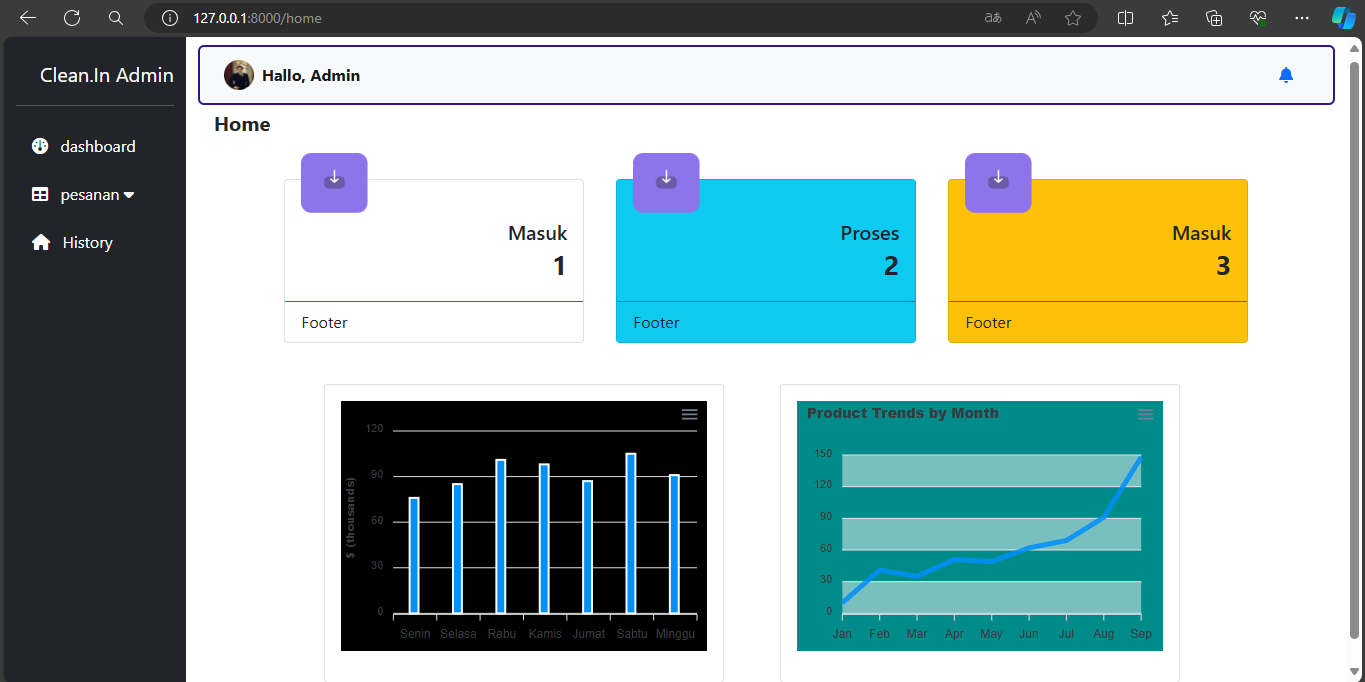 127.0.0.1:8000/home
Clean.In Admin
dashboard
pesanan
History
Hallo, Admin
Home
Masuk
1
Footer
Proses
2
Footer
Masuk
3
Footer
$ (thousands)
120
90
60
30
0
Senin Selasa Rabu Kamis Jumat Sabtu Minggu
Product Trends by Month
150
120
90
60
30
0
Jan Feb Mar Apr May Jun Jul Aug Sep